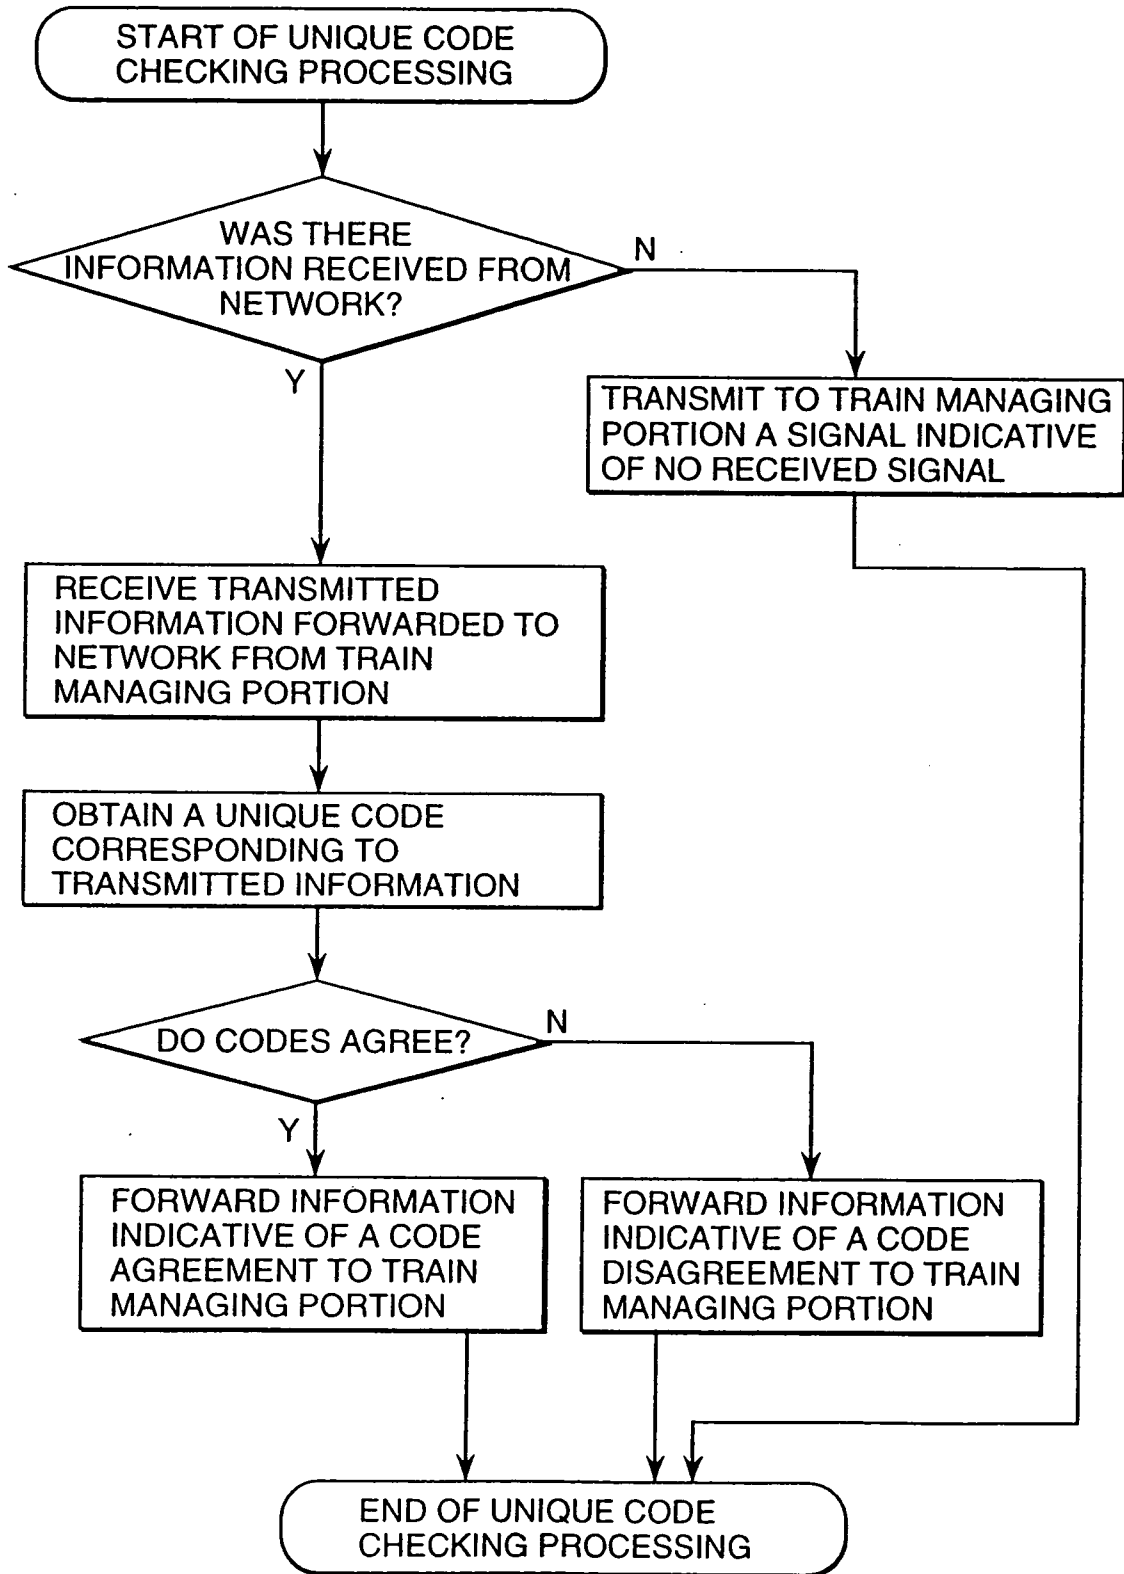 START OF UNIQUE CODE
CHECKING PROCESSING
WAS THERE
INFORMATION RECEIVED FROM
NETWORK?
N
Y
TRANSMIT TO TRAIN MANAGING
PORTION A SIGNAL INDICATIVE
OF NO RECEIVED SIGNAL
RECEIVE TRANSMITTED
INFORMATION FORWARDED TO
NETWORK FROM TRAIN
MANAGING PORTION
OBTAIN A UNIQUE CODE
CORRESPONDING TO
TRANSMITTED INFORMATION
DO CODES AGREE?
N
Y
FORWARD INFORMATION
INDICATIVE OF A CODE
AGREEMENT TO TRAIN
MANAGING PORTION
FORWARD INFORMATION
INDICATIVE OF A CODE
DISAGREEMENT TO TRAIN
MANAGING PORTION
END OF UNIQUE CODE
CHECKING PROCESSING